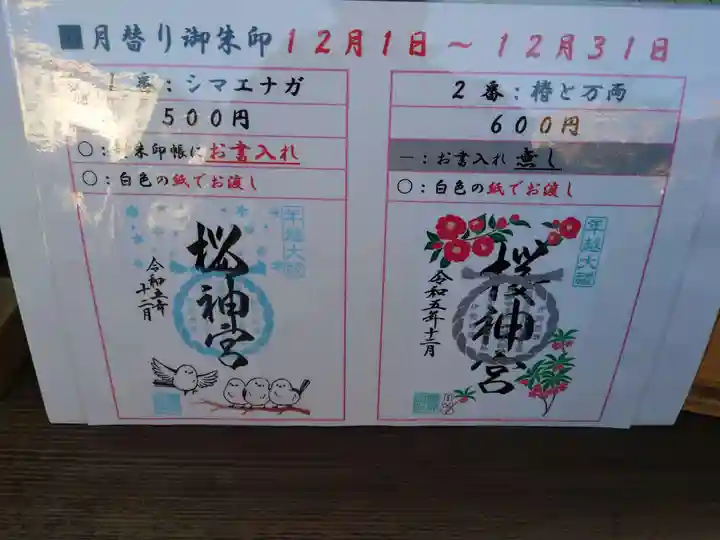 ■月替り御朱印12月1日～12月31日
1番：シマエナガ
500円
○：御朱印帳にお書入れ
○：白色の紙でお渡し
年越大祓
桜神宮
令和五年
十二月
2番：椿と万両
600円
－：お書入れ無し
○：白色の紙でお渡し
年越大祓
桜神宮
令和五年十二月